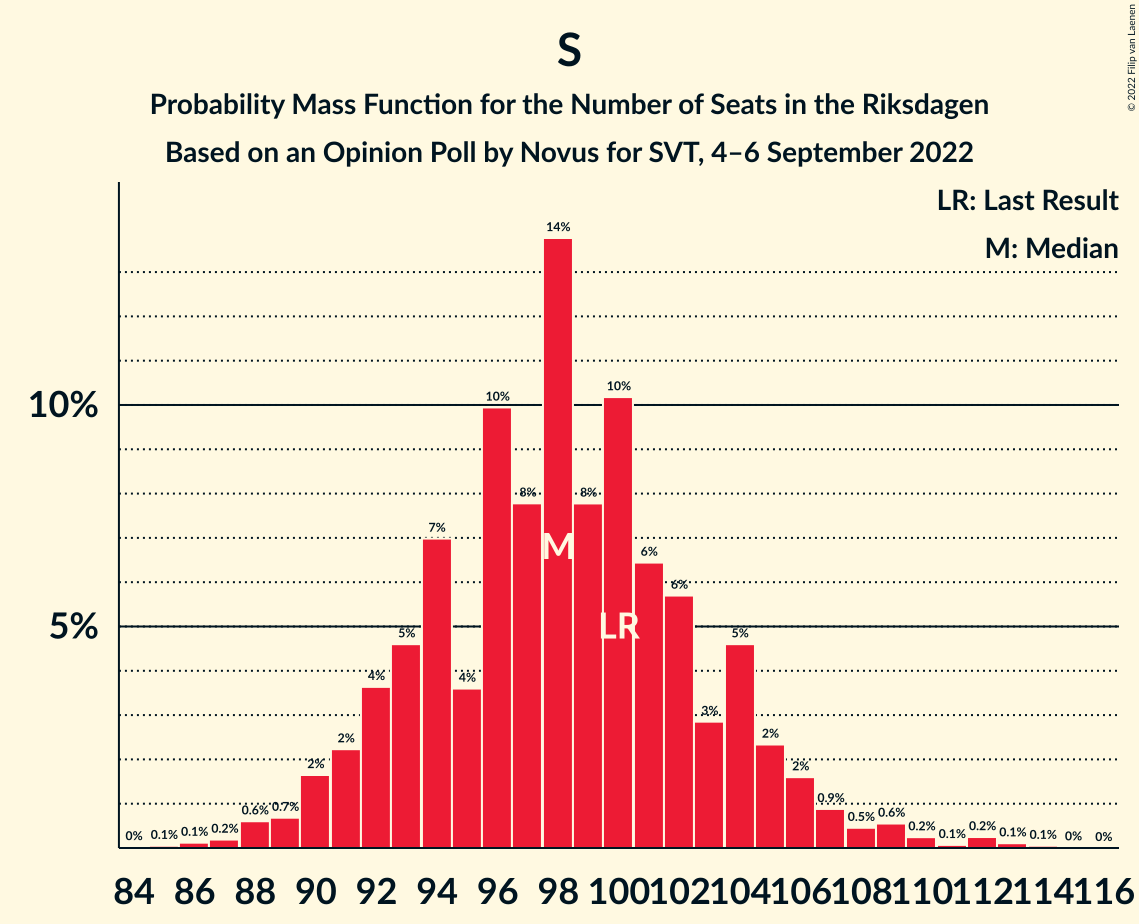 © 2022 Filip van Laenen
S
Probability Mass Function for the Number of Seats in the Riksdagen
Based on an Opinion Poll by Novus for SVT, 4–6 September 2022
LR: Last Result
M: Median
10%
5%
0% 0.1% 0.1% 0.2% 0.6% 0.7% 2% 2% 4% 5% 7% 4% 10% 8% 14% 8% 10% 6% 6% 3% 5% 2% 2% 0.9% 0.5% 0.6% 0.2% 0.1% 0.2% 0.1% 0.1% 0% 0%
M
LR
84 86 88 90 92 94 96 98 100 102 104 106 108 110 112 114 116